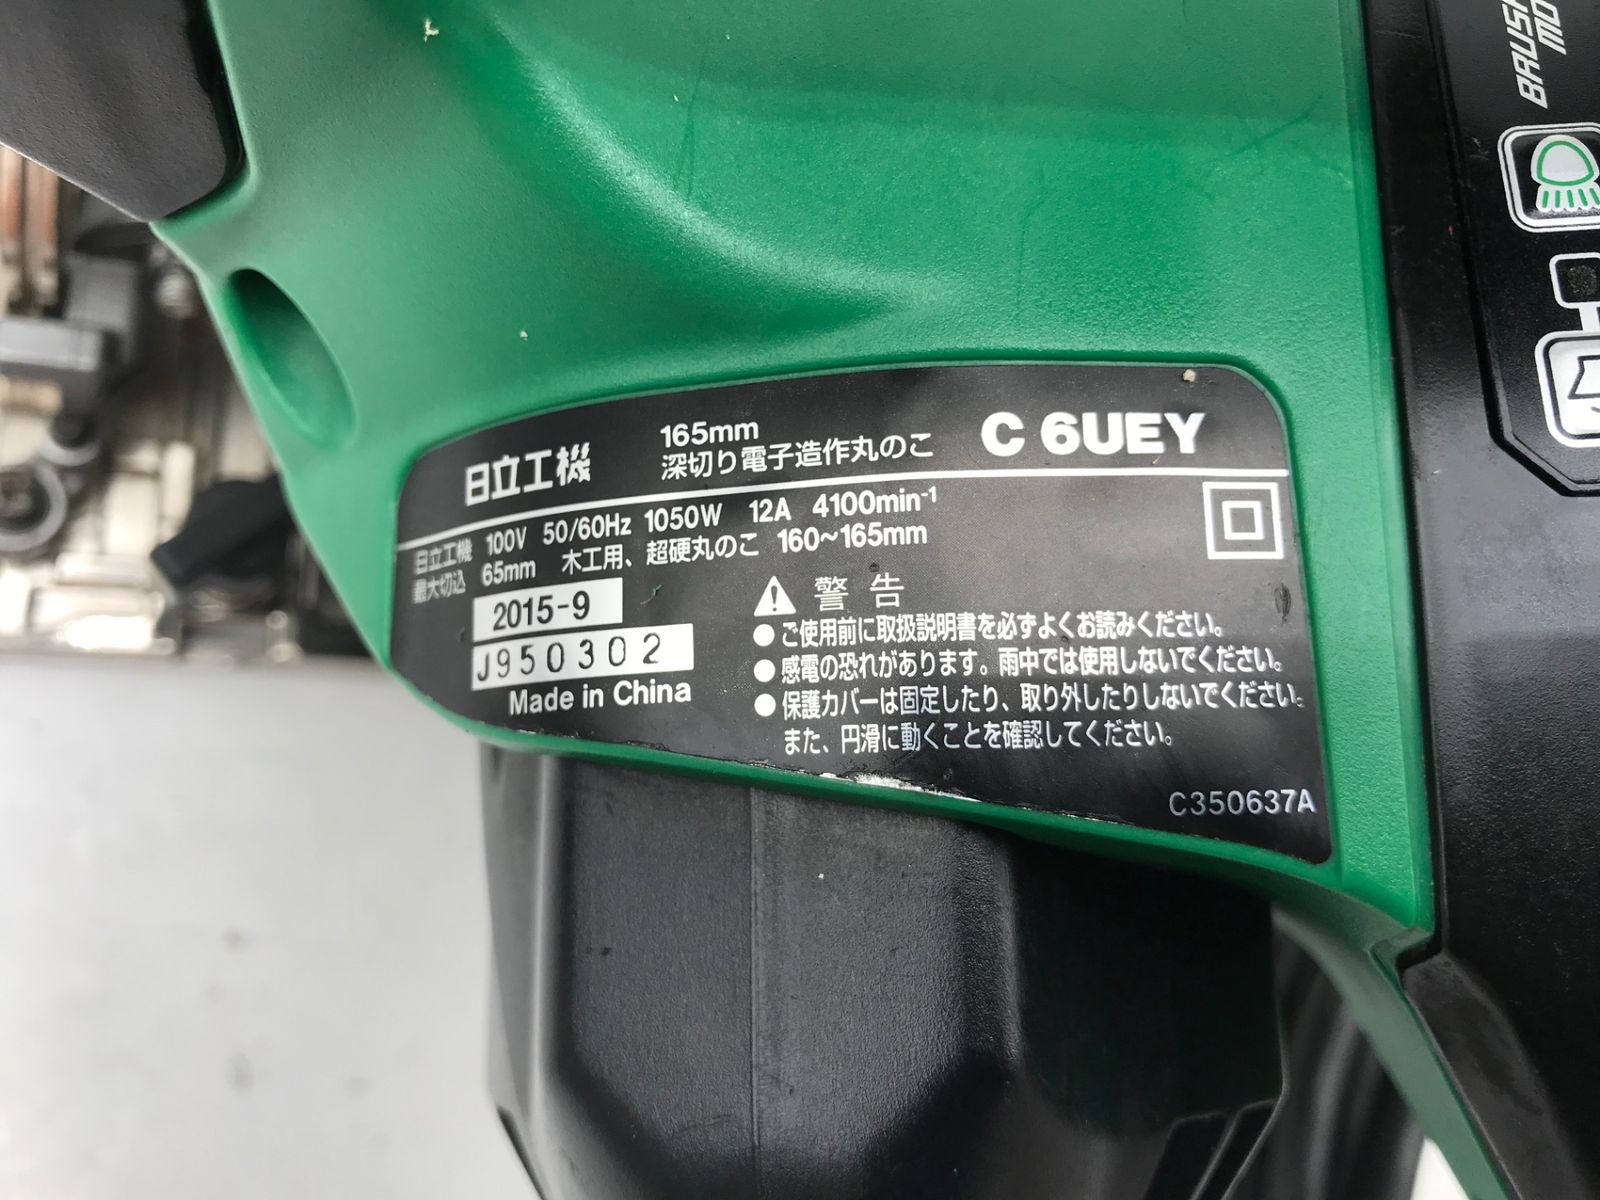 BRUSH
MO
日立工機
165mm
深切り電子造作丸のこ
C 6UEY
日立工機 100V 50/60Hz 1050W 12A 4100min⁻¹
最大切込 65mm 木工用、超硬丸のこ 160~165mm
2015-9
J950302
Made in China
警 告
● ご使用前に取扱説明書を必ずよくお読みください。
● 感電の恐れがあります。雨中では使用しないでください。
● 保護カバーは固定したり、取り外したりしないでください。
また、円滑に動くことを確認してください。
C350637A